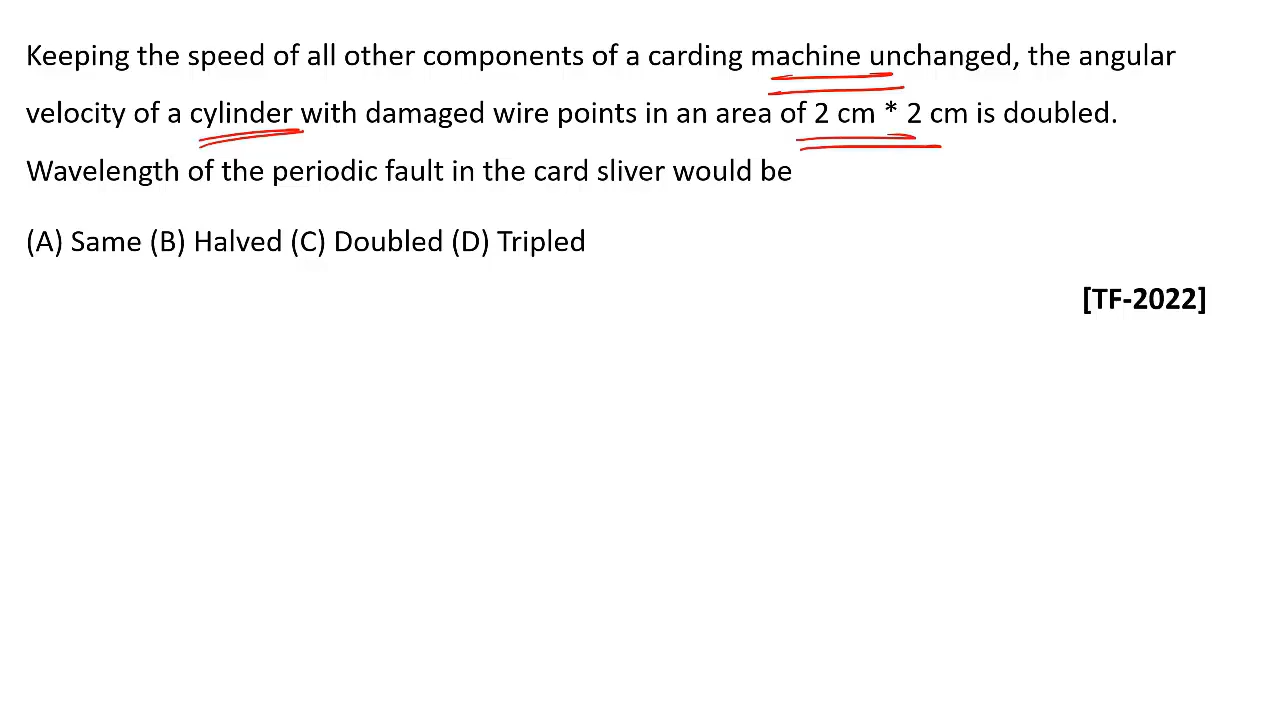 Keeping the speed of all other components of a carding machine unchanged, the angular
velocity of a cylinder with damaged wire points in an area of 2 cm * 2 cm is doubled.
Wavelength of the periodic fault in the card sliver would be
(A) Same (B) Halved (C) Doubled (D) Tripled
[TF-2022]